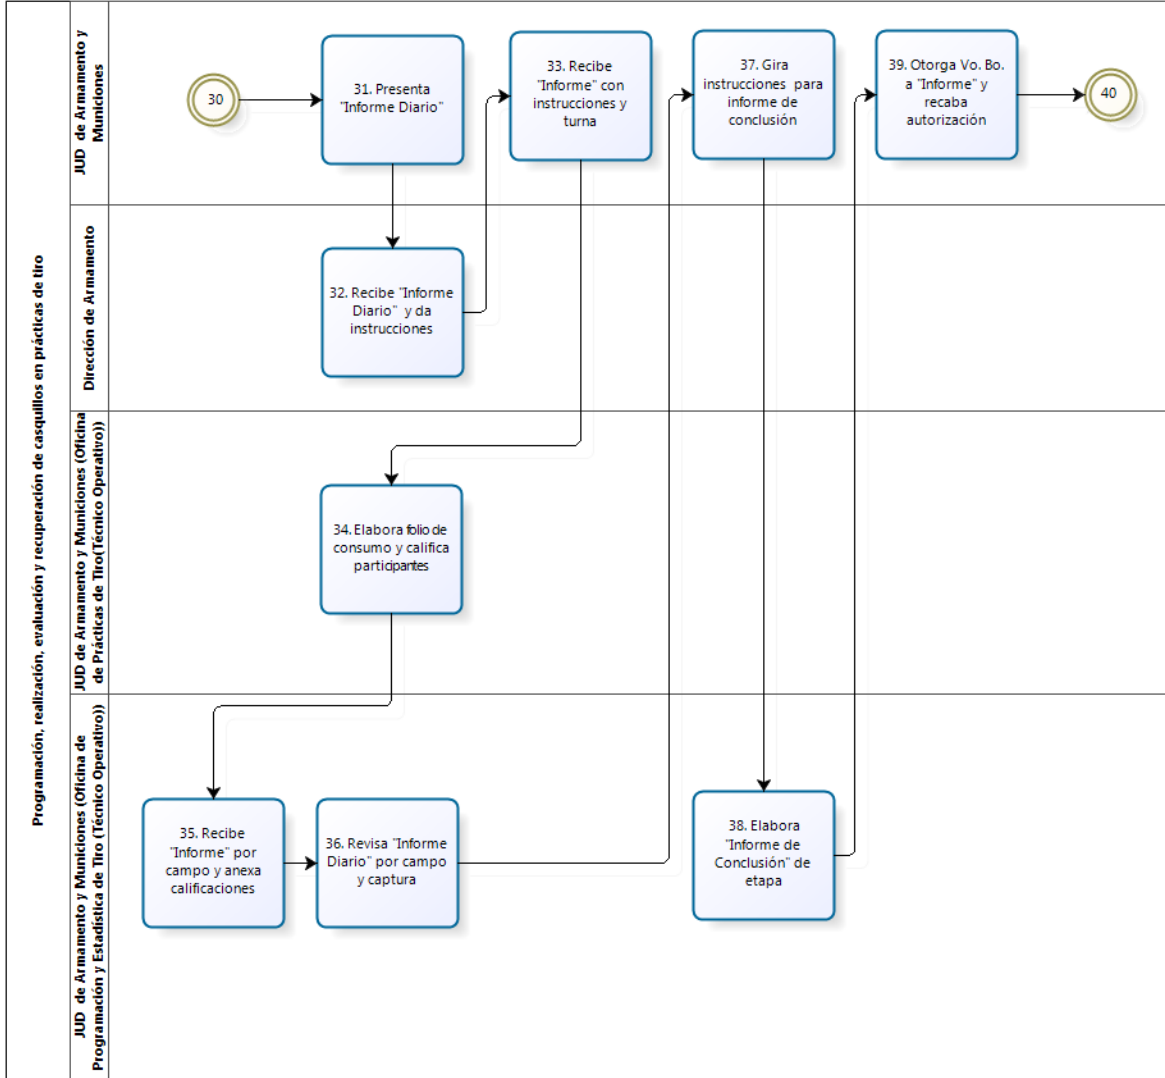 Programación, realización, evaluación y recuperación de casquillos en prácticas de tiro
JUD  de Armamento y
Municiones
30
31. Presenta
"Informe Diario"
33. Recibe
"Informe" con
instrucciones y
turna
37. Gira
instrucciones  para
informe de
conclusión
39. Otorga Vo. Bo.
a "Informe" y
recaba
autorización
40
Dirección de Armamento
32. Recibe "Informe
Diario"  y da
instrucciones
JUD de Armamento y Municiones (Oficina
de Prácticas de Tiro(Técnico Operativo))
34. Elabora folio de
consumo y califica
participantes
JUD  de Armamento y Municiones (Oficina de
Programación y Estadística de Tiro (Técnico Operativo))
35. Recibe
"Informe" por
campo y anexa
calificaciones
36. Revisa "Informe
Diario" por campo
y captura
38. Elabora
"Informe de
Conclusión" de
etapa